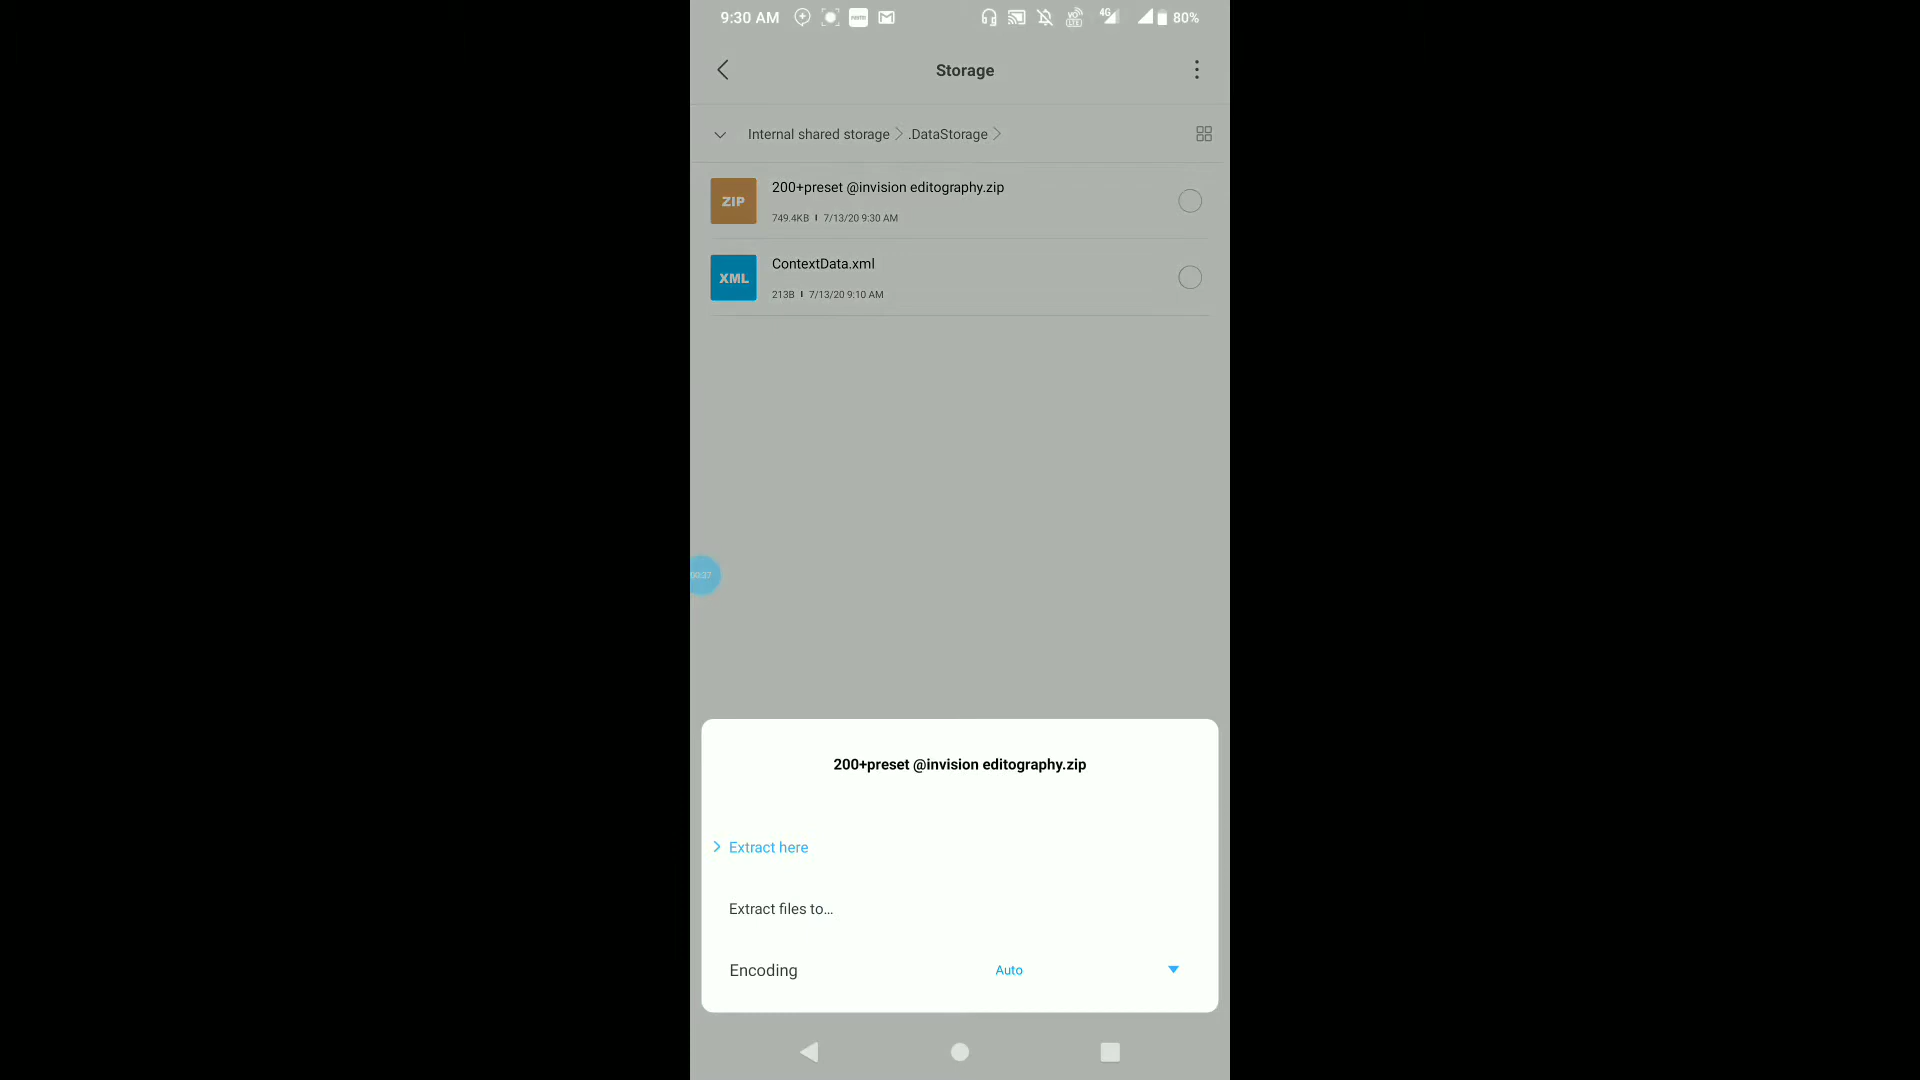 9:30 AM
4G
80%
Storage
Internal shared storage
.DataStorage
ZIP
200+preset @invision editography.zip
749.4KB
7/13/20 9:30 AM
XML
ContextData.xml
213B
7/13/20 9:10 AM
200+preset @invision editography.zip
Extract here
Extract files to…
Encoding
Auto